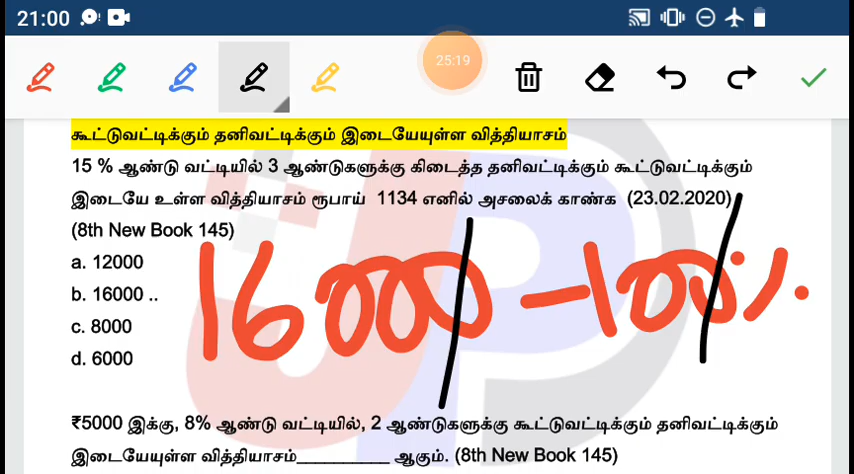 21:00
25:19
கூட்டுவட்டிக்கும் தனிவட்டிக்கும் இடையேயுள்ள வித்தியாசம்
15 % ஆண்டு வட்டியில் 3 ஆண்டுகளுக்கு கிடைத்த தனிவட்டிக்கும் கூட்டுவட்டிக்கும்
இடையே உள்ள வித்தியாசம் ரூபாய் 1134 எனில் அசலைக் காண்க (23.02.2020)
(8th New Book 145)
a. 12000
b. 16000 ..
c. 8000
d. 6000
16000 - 100%
₹5000 இக்கு, 8% ஆண்டு வட்டியில், 2 ஆண்டுகளுக்கு கூட்டுவட்டிக்கும் தனிவட்டிக்கும்
இடையேயுள்ள வித்தியாசம்__________ ஆகும். (8th New Book 145)